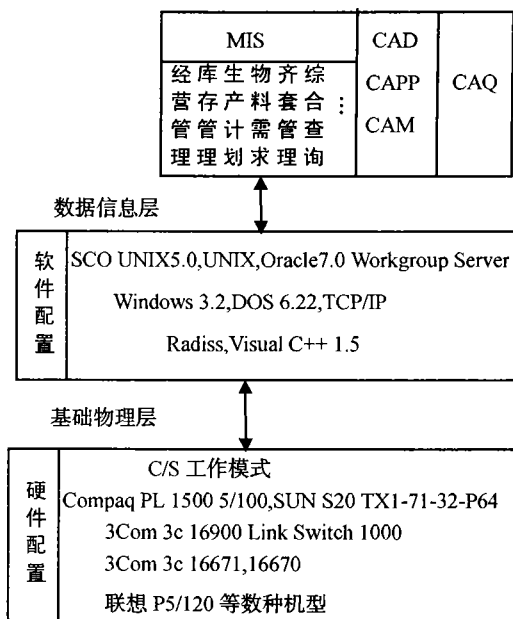 MIS
经营管理
库存管理
生产计划
物料需求
齐套管理
综合查询
…
CAD
CAPP
CAM
CAQ
数据信息层
软件配置
SCO UNIX5.0,UNIX,Oracle7.0 Workgroup Server
Windows 3.2,DOS 6.22,TCP/IP
Radiss,Visual C++ 1.5
基础物理层
硬件配置
C/S 工作模式
Compaq PL 1500 5/100,SUN S20 TX1-71-32-P64
3Com 3c 16900 Link Switch 1000
3Com 3c 16671,16670
联想 P5/120 等数种机型